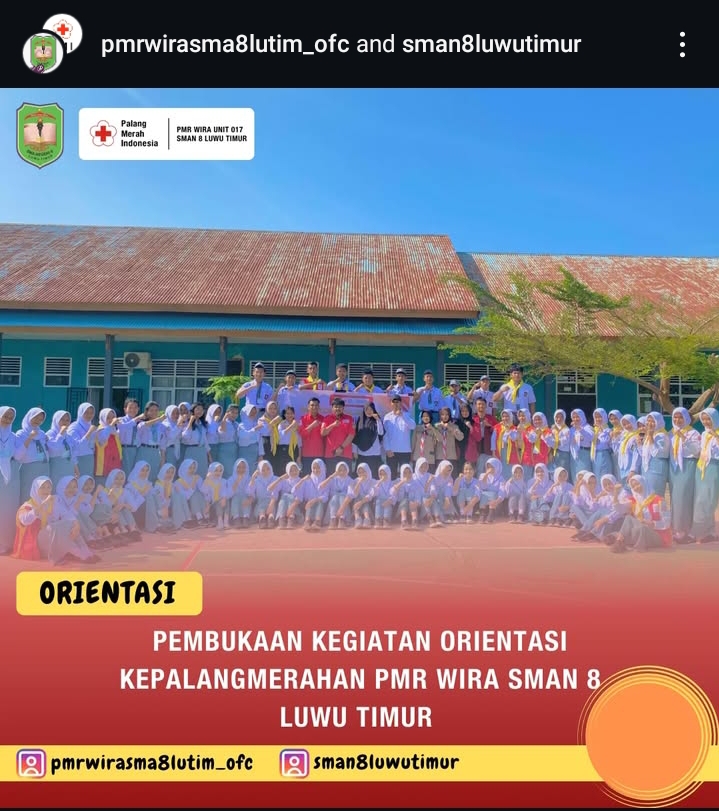 pmrwirasma8lutim_ofc and sman8luwutimur
Palang
Merah
Indonesia
PMR WIRA UNIT 017
SMAN 8 LUWU TIMUR
ORIENTASI
PEMBUKAAN KEGIATAN ORIENTASI
KEPALANGMERAHAN PMR WIRA SMAN 8
LUWU TIMUR
pmrwirasma8lutim_ofc
sman8luwutimur